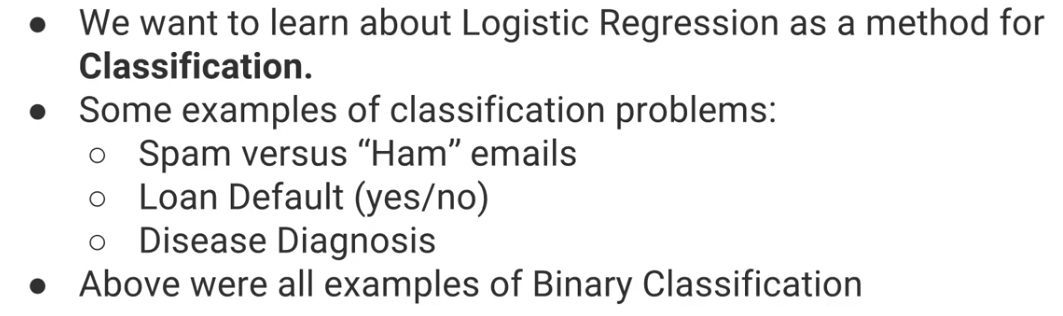 ● We want to learn about Logistic Regression as a method for
Classification.
● Some examples of classification problems:
○ Spam versus “Ham” emails
○ Loan Default (yes/no)
○ Disease Diagnosis
● Above were all examples of Binary Classification